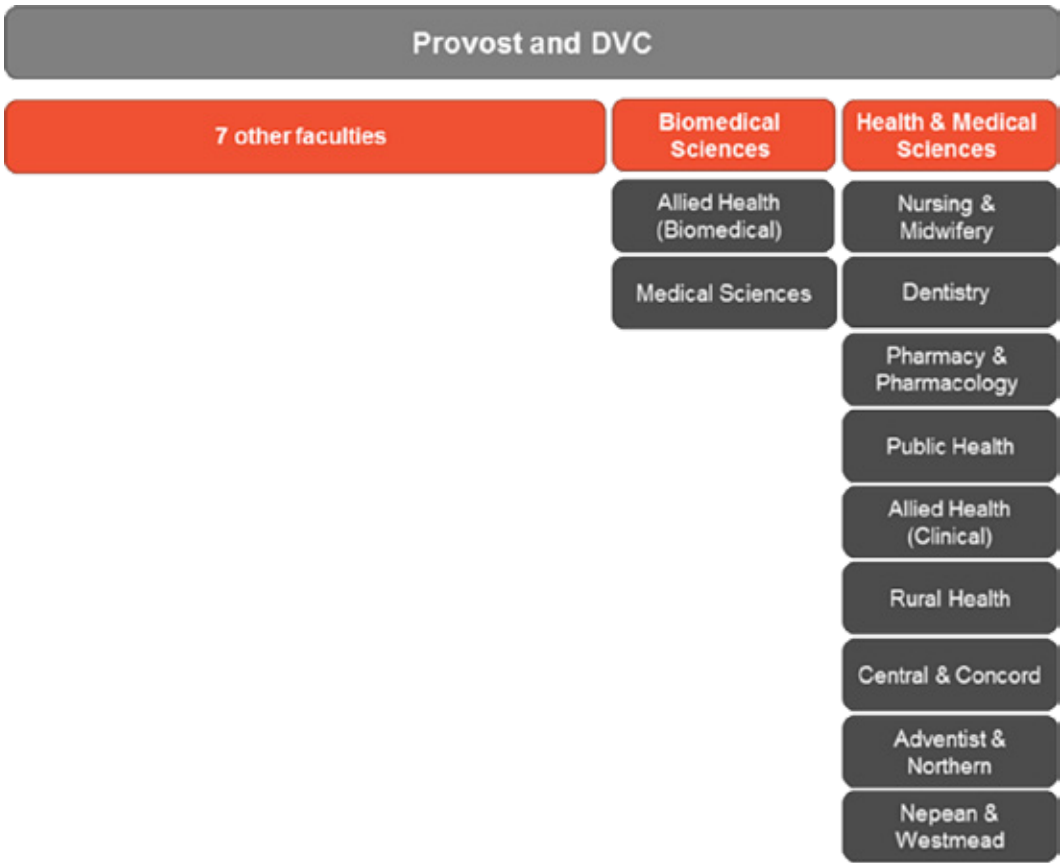 Provost and DVC
7 other faculties
Biomedical
Sciences
Health & Medical
Sciences
Allied Health
(Biomedical)
Medical Sciences
Nursing &
Midwifery
Dentistry
Pharmacy &
Pharmacology
Public Health
Allied Health
(Clinical)
Rural Health
Central & Concord
Adventist &
Northern
Nepean &
Westmead